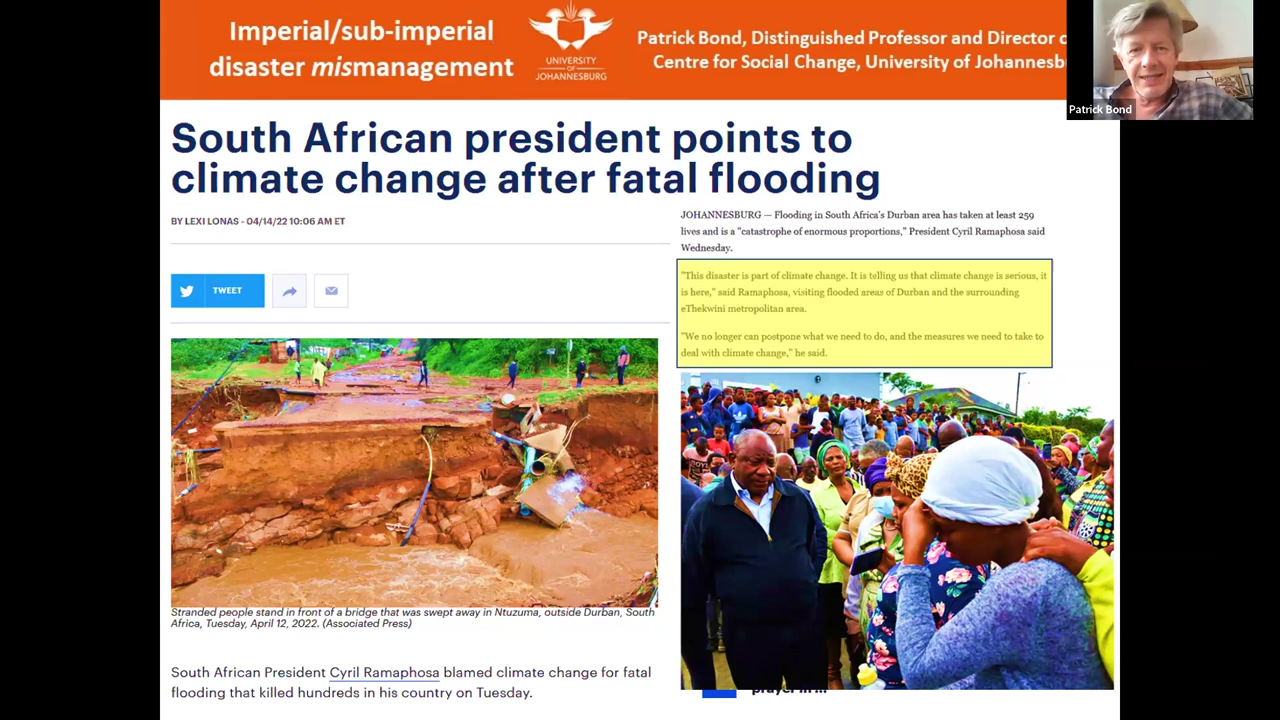 Imperial/sub-imperial
disaster mismanagement
UNIVERSITY
OF
JOHANNESBURG
Patrick Bond, Distinguished Professor and Director
Centre for Social Change, University of
Patrick Bond
South African president points to
climate change after fatal flooding
BY LEXI LONAS - 04/14/22 10:06 AM ET
TWEET
Stranded people stand in front of a bridge that was swept away in Ntuzuma, outside Durban, South
Africa, Tuesday, April 12, 2022. (Associated Press)
South African President Cyril Ramaphosa blamed climate change for fatal
flooding that killed hundreds in his country on Tuesday.
JOHANNESBURG — Flooding in South Africa's Durban area has taken at least 259
lives and is a "catastrophe of enormous proportions," President Cyril Ramaphosa said
Wednesday.
"This disaster is part of climate change. It is telling us that climate change is serious, it
is here," said Ramaphosa, visiting flooded areas of Durban and the surrounding
eThekwini metropolitan area.
"We no longer can postpone what we need to do, and the measures we need to take to
deal with climate change," he said.